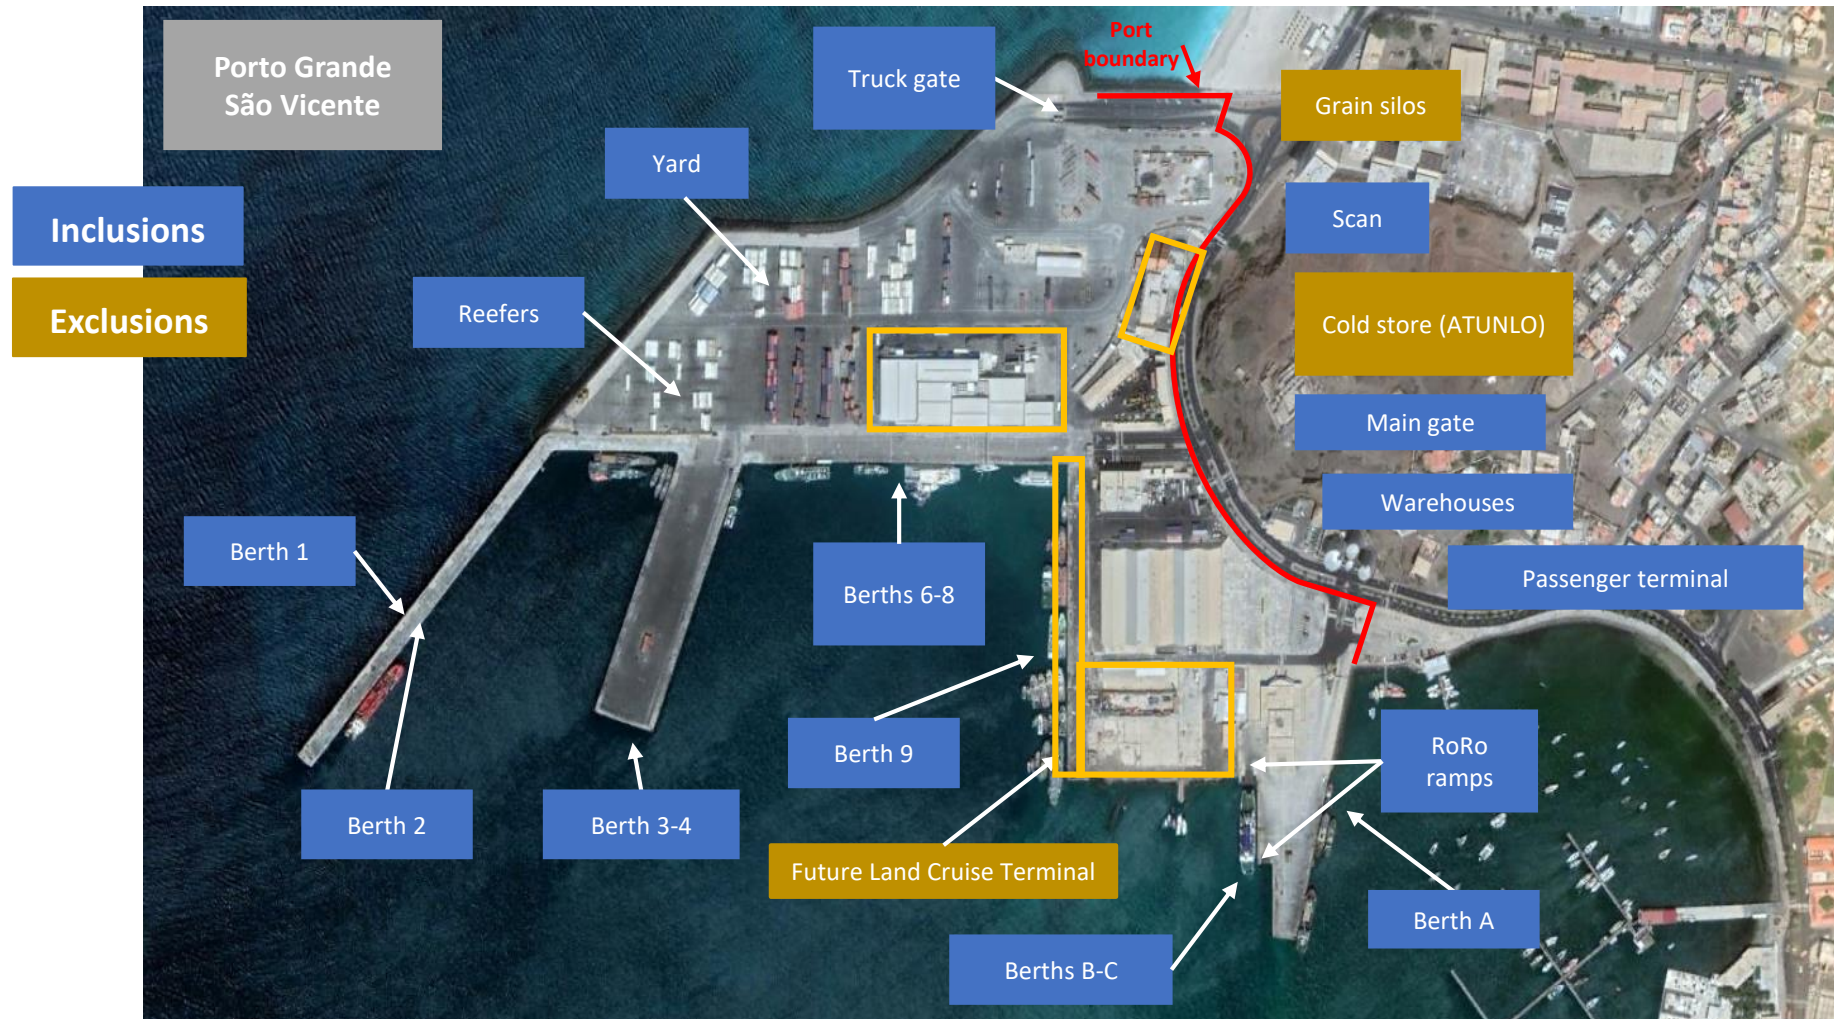 Porto Grande
São Vicente
Port
boundary
Truck gate
Grain silos
Yard
Inclusions
Scan
Exclusions
Reefers
Cold store (ATUNLO)
Main gate
Warehouses
Berth 1
Berths 6-8
Passenger terminal
Berth 9
RoRo
ramps
Berth 2
Berth 3-4
Future Land Cruise Terminal
Berth A
Berths B-C